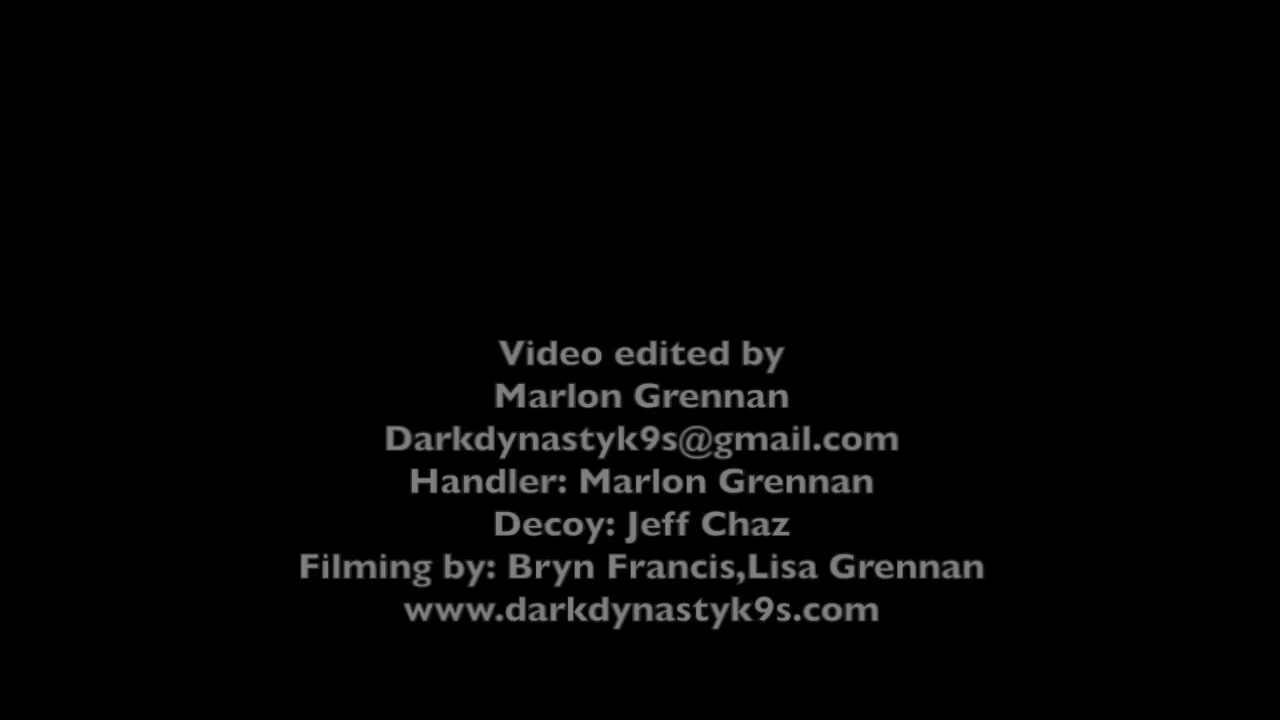 Video edited by
Marlon Grennan
Darkdynastyk9s@gmail.com
Handler: Marlon Grennan
Decoy: Jeff Chaz
Filming by: Bryn Francis,Lisa Grennan
www.darkdynastyk9s.com